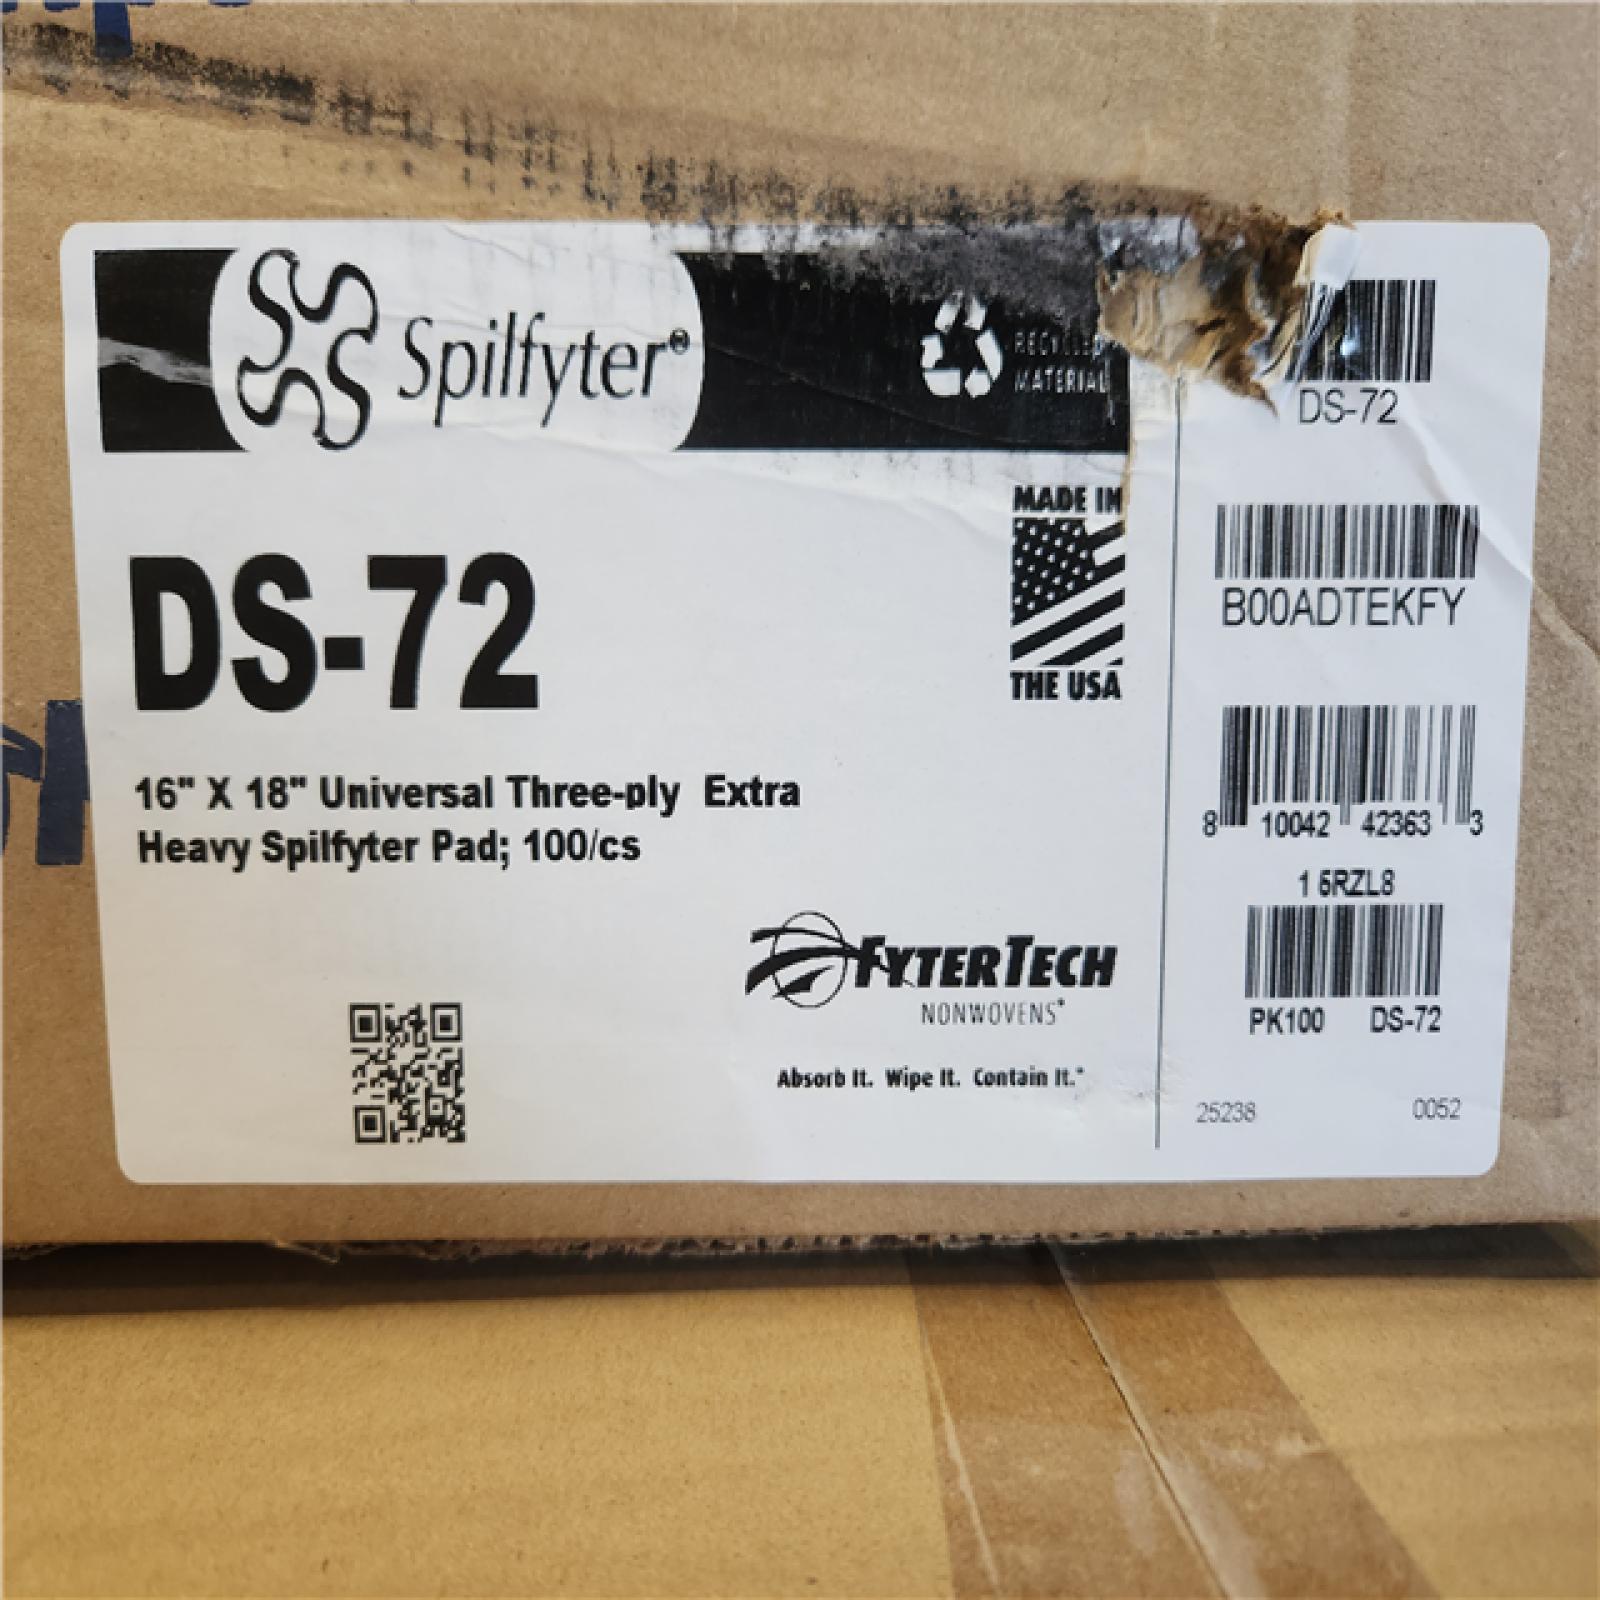 Spilfyter®
RECYCLED
MATERIAL
DS-72
MADE IN
THE USA
DS-72
16" X 18" Universal Three-ply Extra
Heavy Spilfyter Pad; 100/cs
B00ADTEKFY
8 10042 42363 3
1 5RZL8
PK100 DS-72
FYTERTECH
NONWOVENS®
Absorb It. Wipe It. Contain It.®
25238 0052